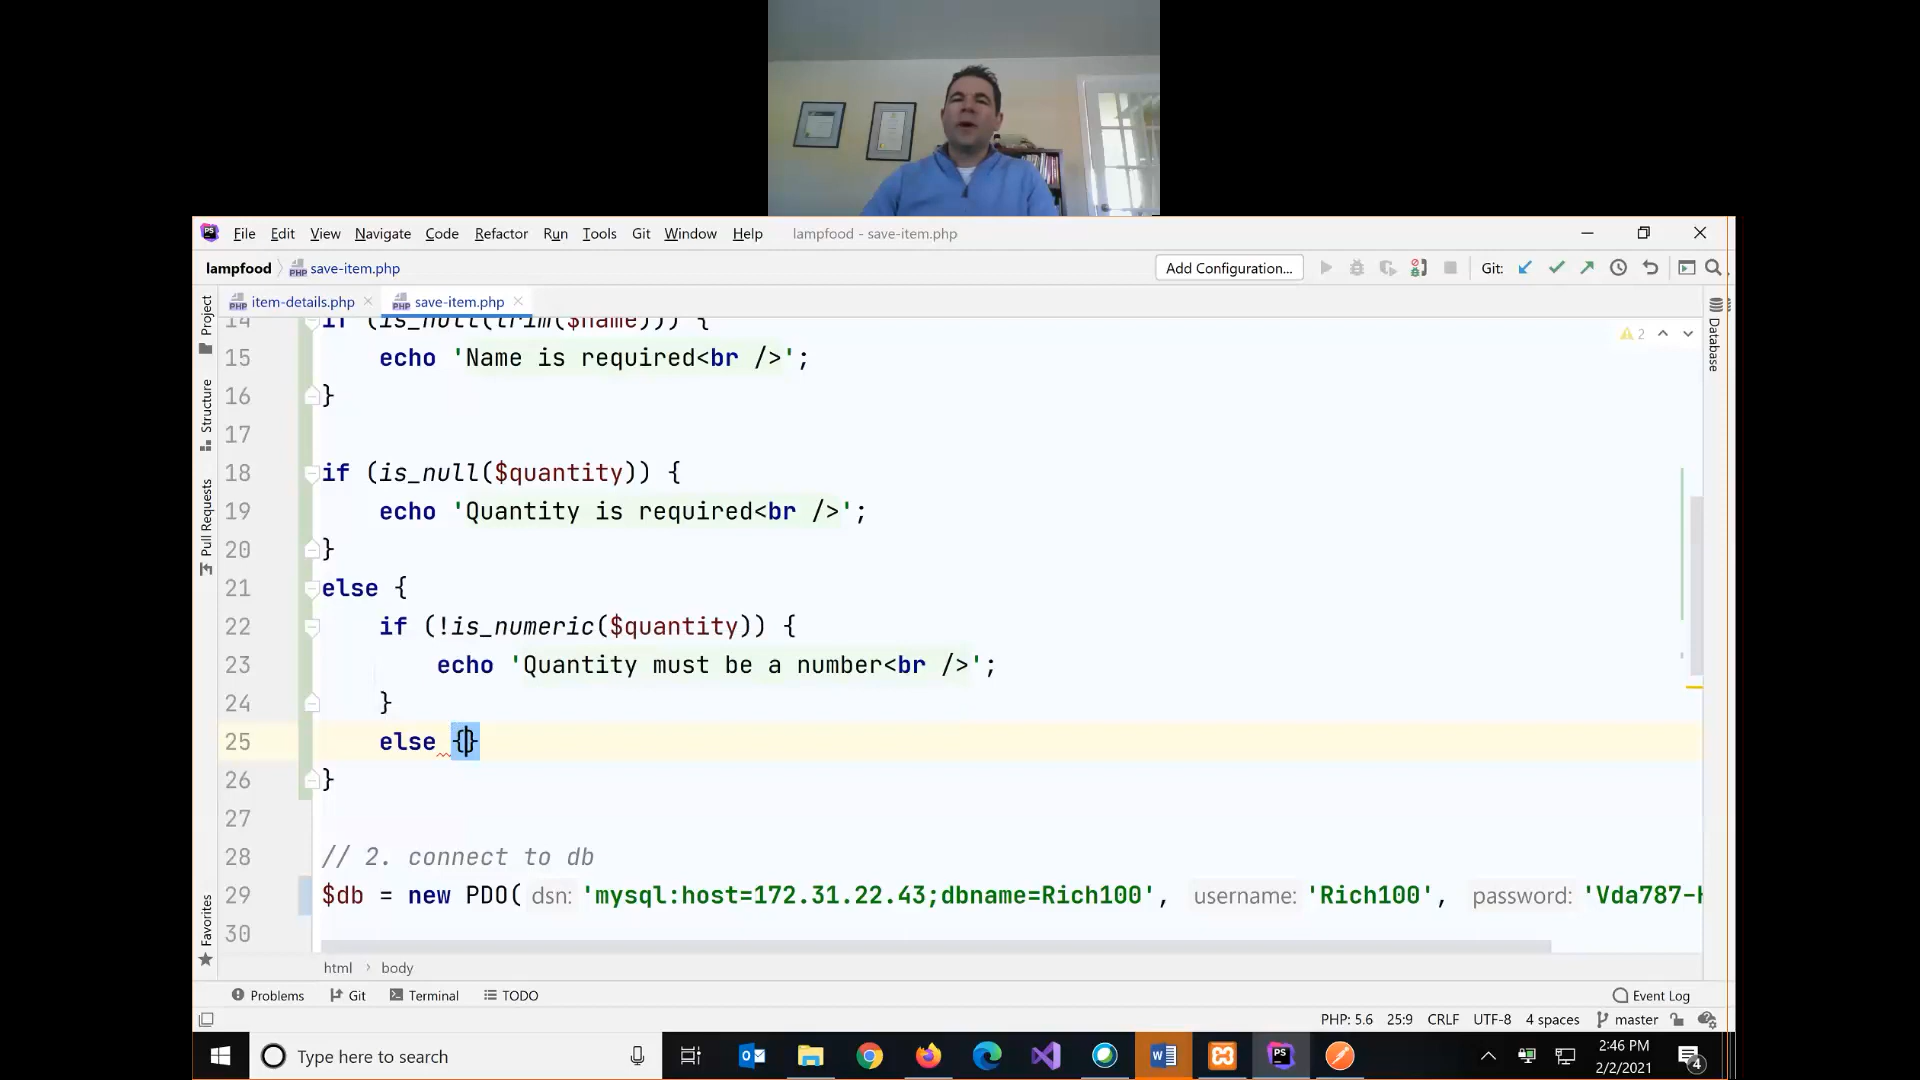 File Edit View Navigate Code Refactor Run Tools Git Window Help lampfood - save-item.php
lampfood save-item.php Add Configuration... Git:
item-details.php save-item.php
14 if (is_null(trim($name))) {
15 echo 'Name is required<br />';
16 }
17
18 if (is_null($quantity)) {
19 echo 'Quantity is required<br />';
20 }
21 else {
22 if (!is_numeric($quantity)) {
23 echo 'Quantity must be a number<br />';
24 }
25 else {}
26 }
27
28 // 2. connect to db
29 $db = new PDO( dsn: 'mysql:host=172.31.22.43;dbname=Rich100', username: 'Rich100', password: 'Vda787-
30
2
Project
Structure
Pull Requests
Favorites
Database
html body
Problems Git Terminal TODO Event Log
PHP: 5.6 25:9 CRLF UTF-8 4 spaces master
Type here to search
2:46 PM
2/2/2021
4